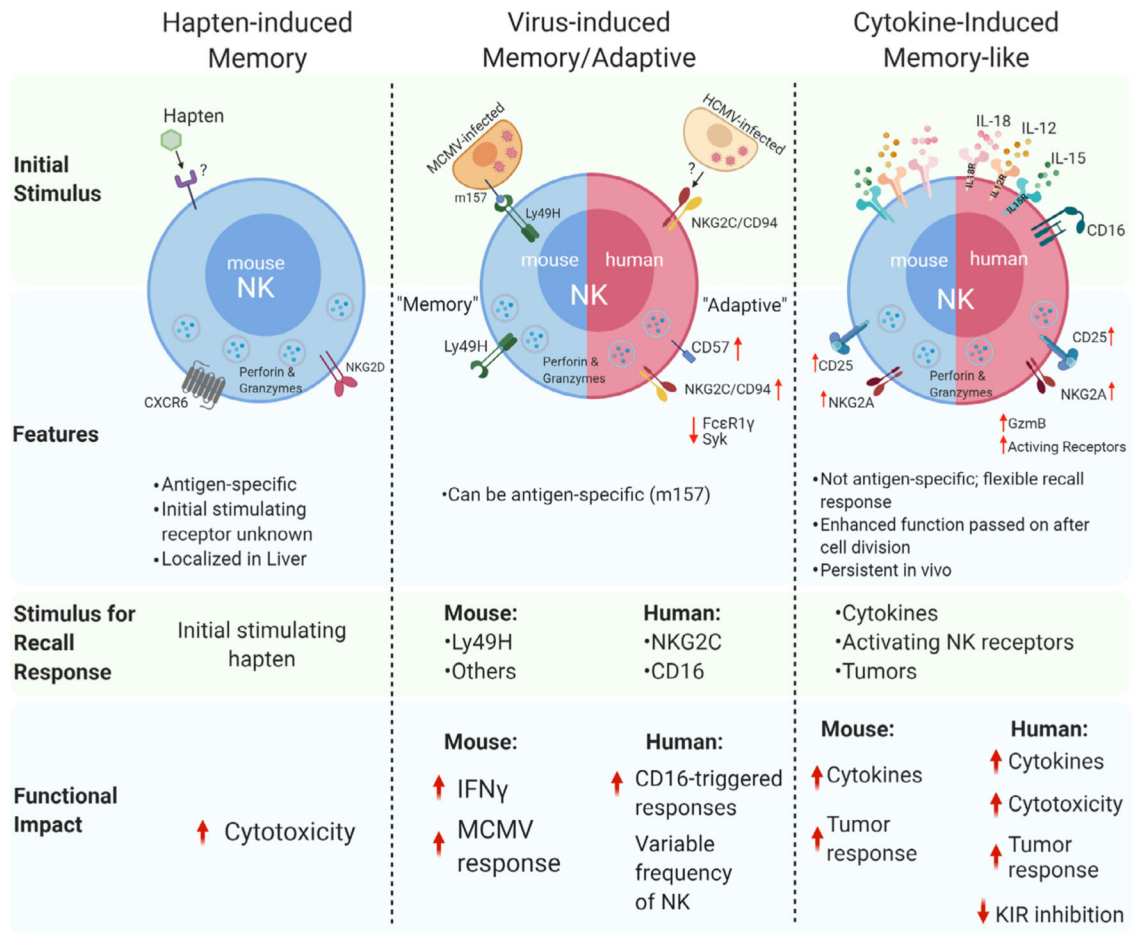 Hapten-induced
Memory
Virus-induced
Memory/Adaptive
Cytokine-Induced
Memory-like
Initial
Stimulus
Hapten
?
mouse
NK
MCMV-infected
m157
Ly49H
HCMV-infected
?
NKG2C/CD94
mouse
human
NK
IL-18
IL-12
IL-15
IL18R
IL12R
IL15R
CD16
mouse
human
NK
Features
Perforin &
Granzymes
NKG2D
CXCR6
"Memory"
"Adaptive"
Ly49H
Perforin &
Granzymes
CD57
NKG2C/CD94
FcεR1γ
Syk
CD25
NKG2A
Perforin &
Granzymes
CD25
NKG2A
GzmB
Activing Receptors
•Antigen-specific
•Initial stimulating
receptor unknown
•Localized in Liver
•Can be antigen-specific (m157)
•Not antigen-specific; flexible recall
response
•Enhanced function passed on after
cell division
•Persistent in vivo
Stimulus for
Recall
Response
Initial stimulating
hapten
Mouse:
•Ly49H
•Others
Human:
•NKG2C
•CD16
•Cytokines
•Activating NK receptors
•Tumors
Functional
Impact
Cytotoxicity
Mouse:
IFNγ
MCMV
response
Human:
CD16-triggered
responses
Variable
frequency
of NK
Mouse:
Cytokines
Tumor
response
Human:
Cytokines
Cytotoxicity
Tumor
response
KIR inhibition